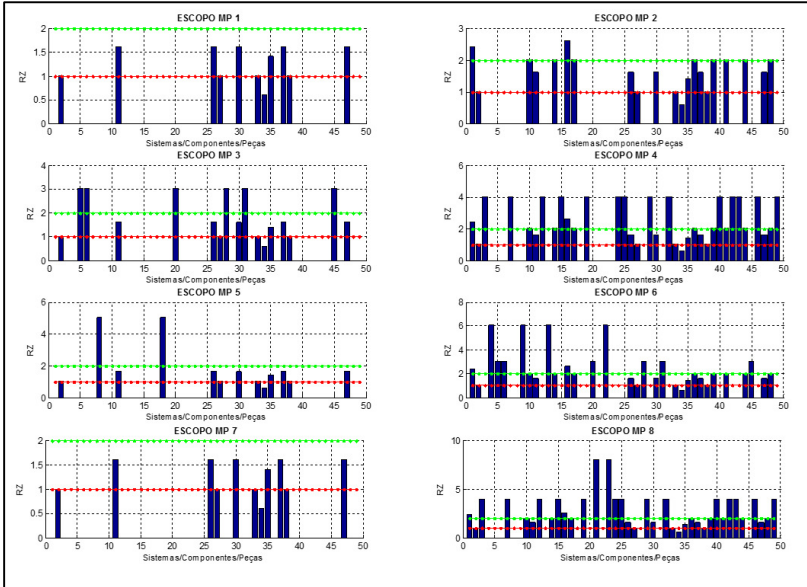 ESCOPO MP 1
2
1.5
1
0.5
0
RZ
0 5 10 15 20 25 30 35 40 45 50
Sistemas/Componentes/Peças
ESCOPO MP 2
3
2
1
0
RZ
0 5 10 15 20 25 30 35 40 45 50
Sistemas/Componentes/Peças
ESCOPO MP 3
4
3
2
1
0
RZ
0 5 10 15 20 25 30 35 40 45 50
Sistemas/Componentes/Peças
ESCOPO MP 4
6
4
2
0
RZ
0 5 10 15 20 25 30 35 40 45 50
Sistemas/Componentes/Peças
ESCOPO MP 5
6
4
2
0
RZ
0 5 10 15 20 25 30 35 40 45 50
Sistemas/Componentes/Peças
ESCOPO MP 6
8
6
4
2
0
RZ
0 5 10 15 20 25 30 35 40 45 50
Sistemas/Componentes/Peças
ESCOPO MP 7
2
1.5
1
0.5
0
RZ
0 5 10 15 20 25 30 35 40 45 50
Sistemas/Componentes/Peças
ESCOPO MP 8
10
5
0
RZ
0 5 10 15 20 25 30 35 40 45 50
Sistemas/Componentes/Peças